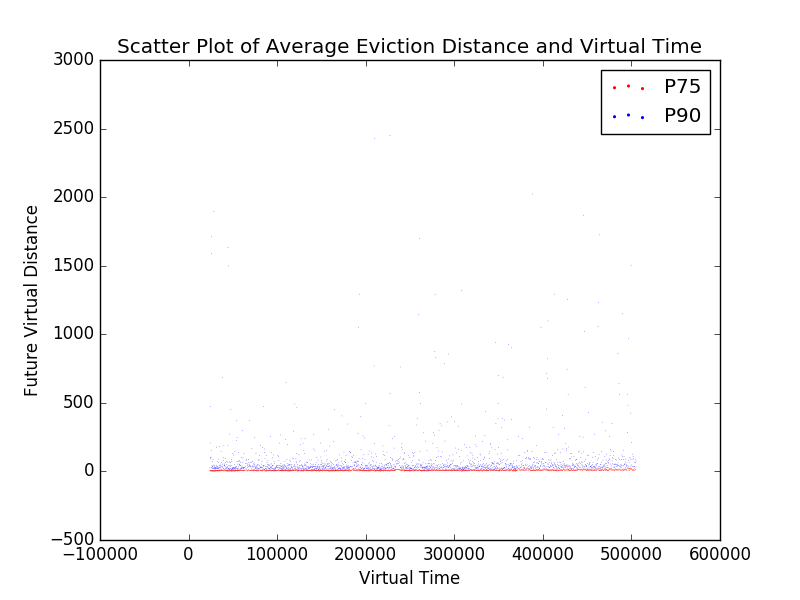 Scatter Plot of Average Eviction Distance and Virtual Time
3000
2500
2000
1500
1000
500
0
−500
Future Virtual Distance
P75
P90
−100000 0 100000 200000 300000 400000 500000 600000
Virtual Time